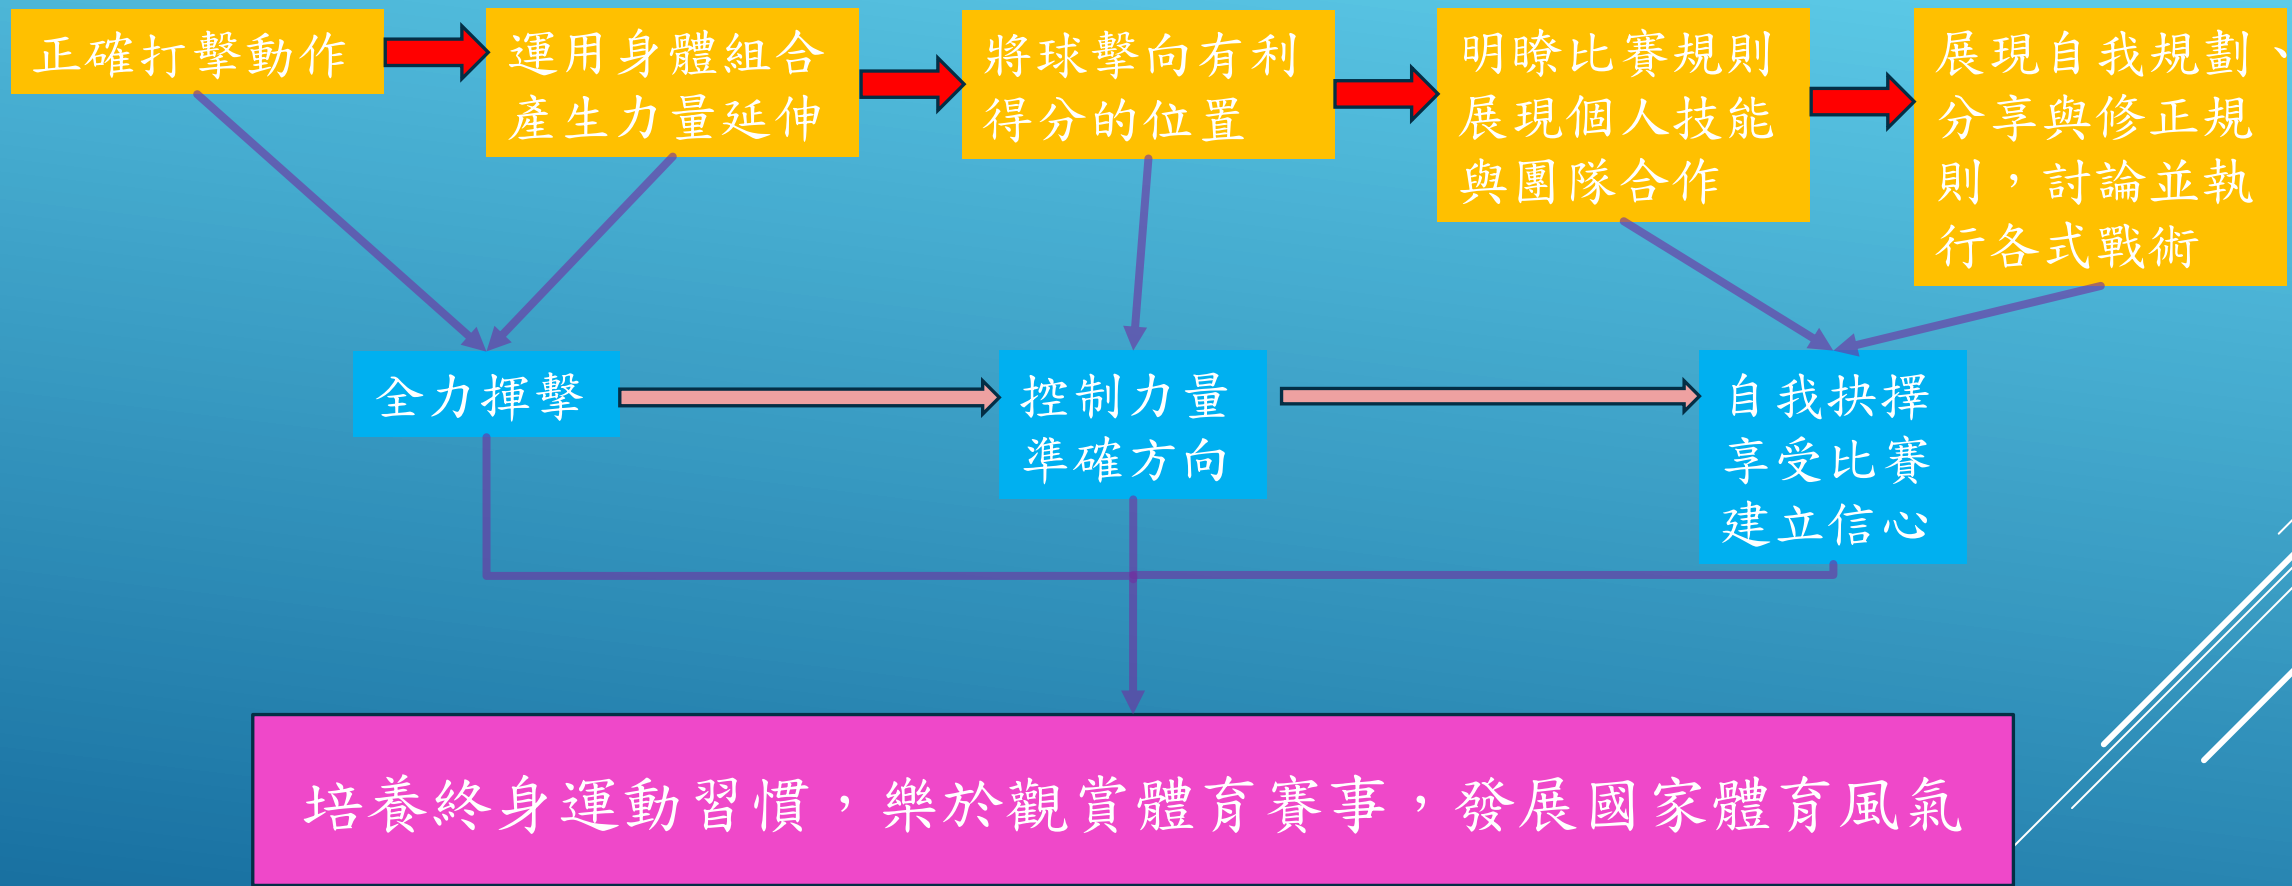 正確打擊動作
運用身體組合
產生力量延伸
將球擊向有利
得分的位置
明瞭比賽規則
展現個人技能
與團隊合作
展現自我規劃、
分享與修正規
則，討論並執
行各式戰術
全力揮擊
控制力量
準確方向
自我抉擇
享受比賽
建立信心
培養終身運動習慣，樂於觀賞體育賽事，發展國家體育風氣